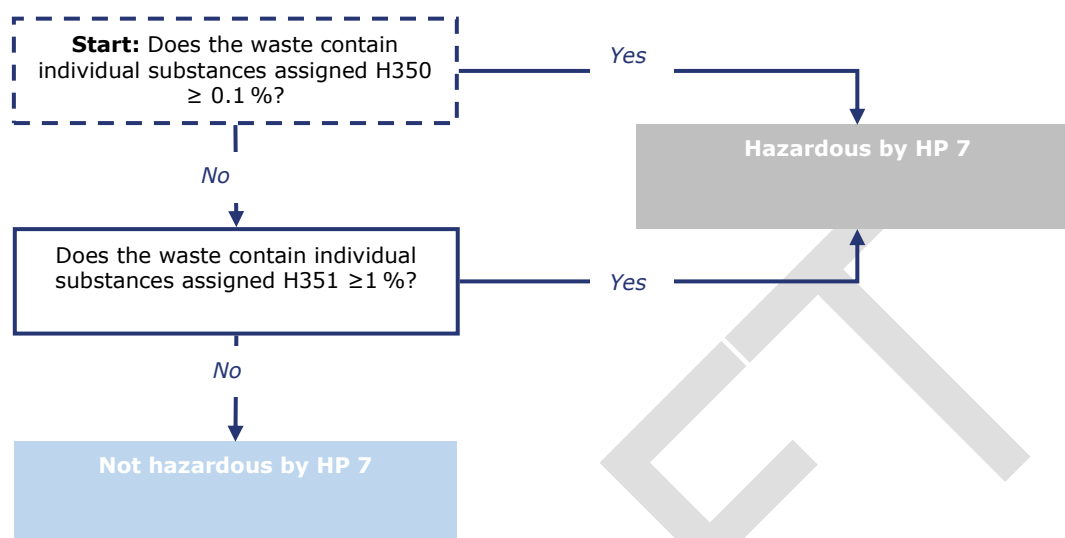 Start: Does the waste contain
individual substances assigned H350
≥ 0.1 %?
Yes
Hazardous by HP 7
No
Does the waste contain individual
substances assigned H351 ≥1 %?
Yes
No
Not hazardous by HP 7